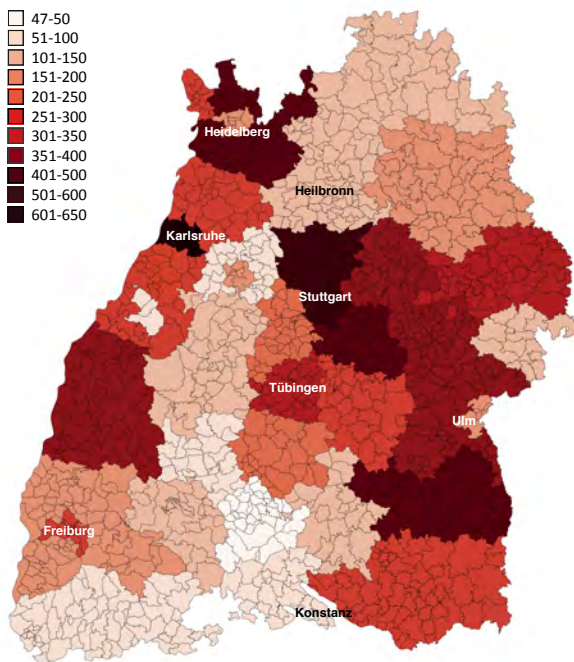 47-50
51-100
101-150
151-200
201-250
251-300
301-350
351-400
401-500
501-600
601-650
Heidelberg
Heilbronn
Karlsruhe
Stuttgart
Tübingen
Ulm
Freiburg
Konstanz